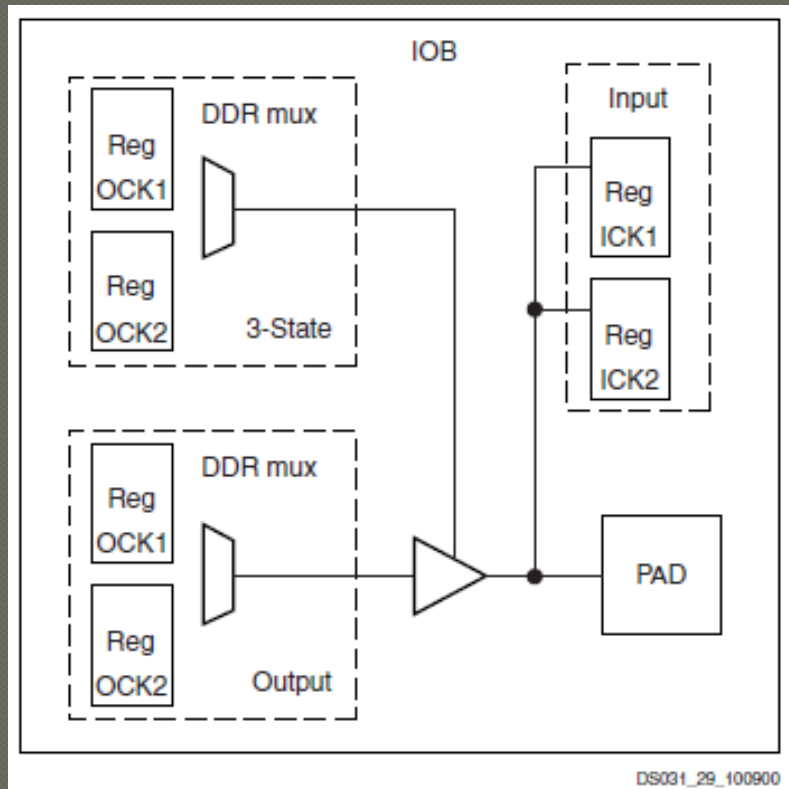 IOB
DDR mux
Reg
OCK1
Reg
OCK2
3-State
Input
Reg
ICK1
Reg
ICK2
DDR mux
Reg
OCK1
Reg
OCK2
Output
PAD
DS031_29_100900